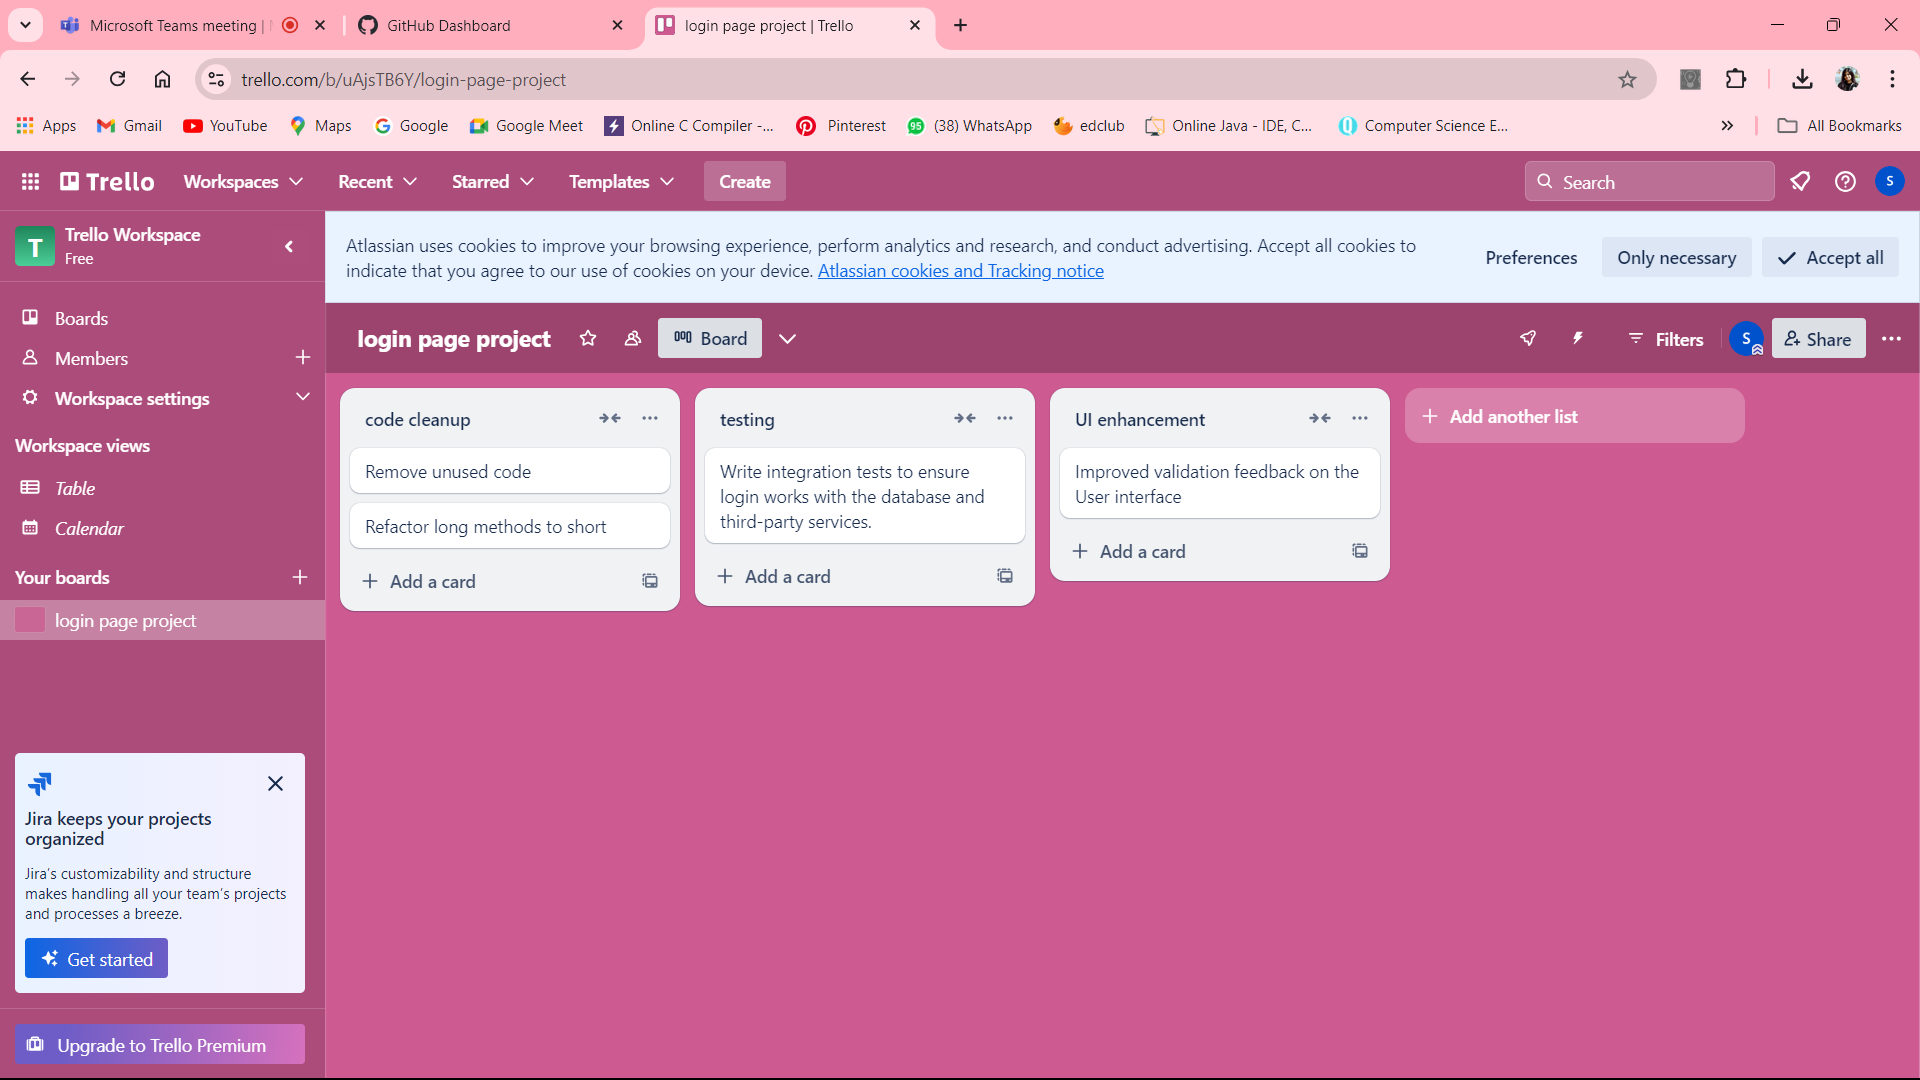 Microsoft Teams meeting |
GitHub Dashboard
login page project | Trello
trello.com/b/uAjsTB6Y/login-page-project
Apps
Gmail
YouTube
Maps
Google
Google Meet
Online C Compiler -...
Pinterest
95
(38) WhatsApp
edclub
Online Java - IDE, C...
Computer Science E...
All Bookmarks
Trello
Workspaces
Recent
Starred
Templates
Create
Search
S
T
Trello Workspace
Free
Atlassian uses cookies to improve your browsing experience, perform analytics and research, and conduct advertising. Accept all cookies to
indicate that you agree to our use of cookies on your device. Atlassian cookies and Tracking notice
Preferences
Only necessary
Accept all
Boards
Members
Workspace settings
Workspace views
Table
Calendar
Your boards
login page project
login page project
Board
Filters
S
Share
code cleanup
Remove unused code
Refactor long methods to short
Add a card
testing
Write integration tests to ensure
login works with the database and
third-party services.
Add a card
UI enhancement
Improved validation feedback on the
User interface
Add a card
Add another list
Jira keeps your projects
organized
Jira's customizability and structure
makes handling all your team's projects
and processes a breeze.
Get started
Upgrade to Trello Premium